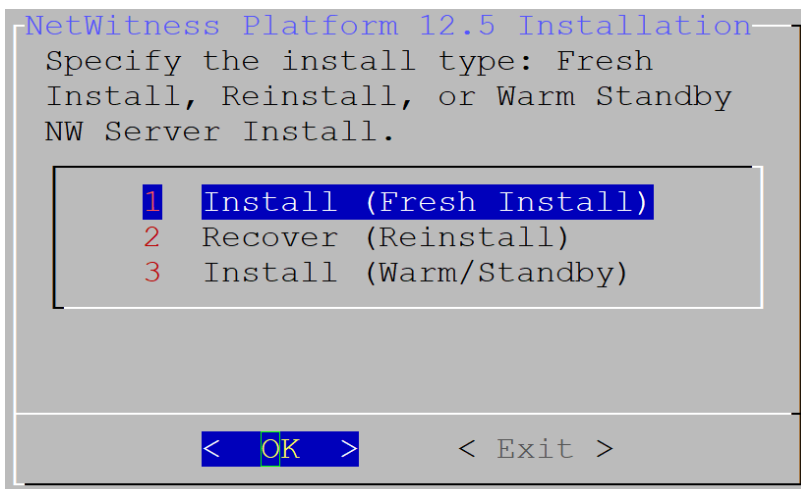 NetWitness Platform 12.5 Installation
Specify the install type: Fresh
Install, Reinstall, or Warm Standby
NW Server Install.
1 Install (Fresh Install)
2 Recover (Reinstall)
3 Install (Warm/Standby)
< OK > < Exit >